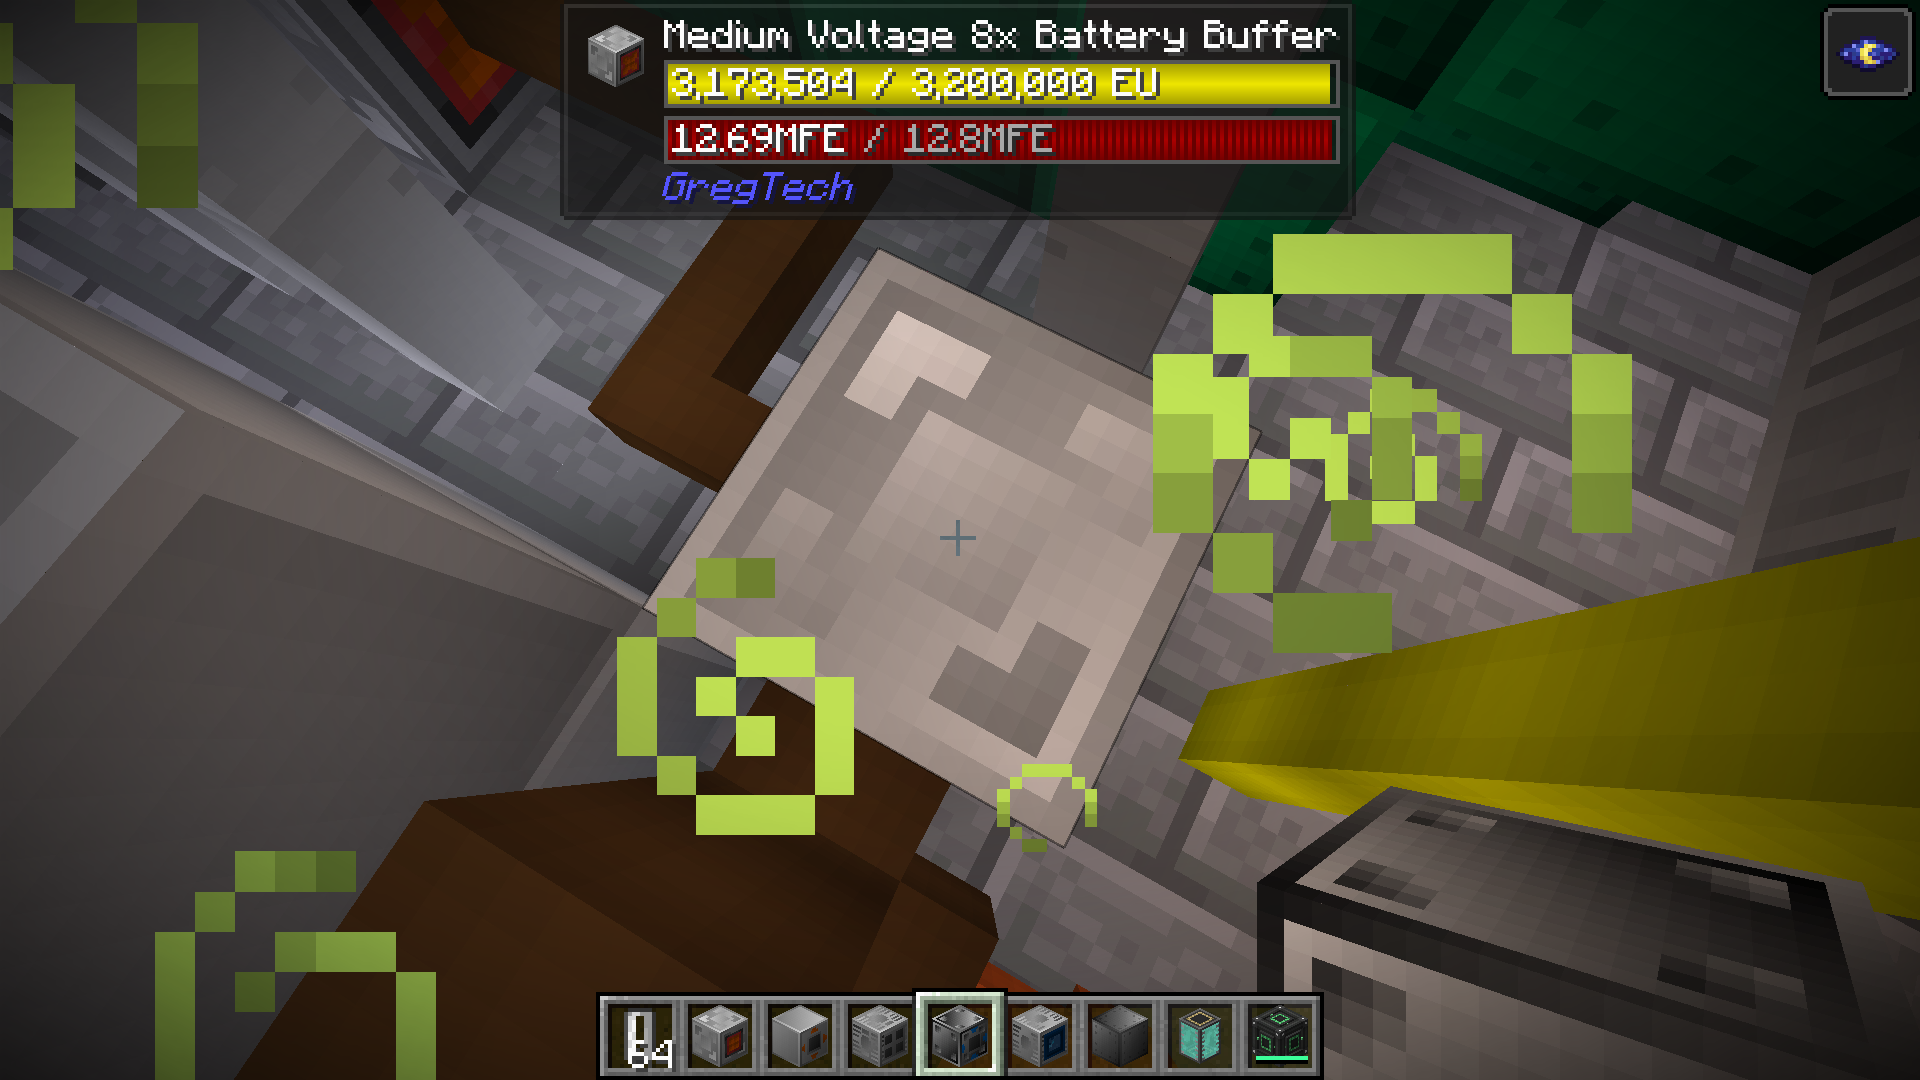 Medium Voltage 8x Battery Buffer
3,173,504 / 3,200,000 EU
12.69MFE / 12.8MFE
GregTech
64